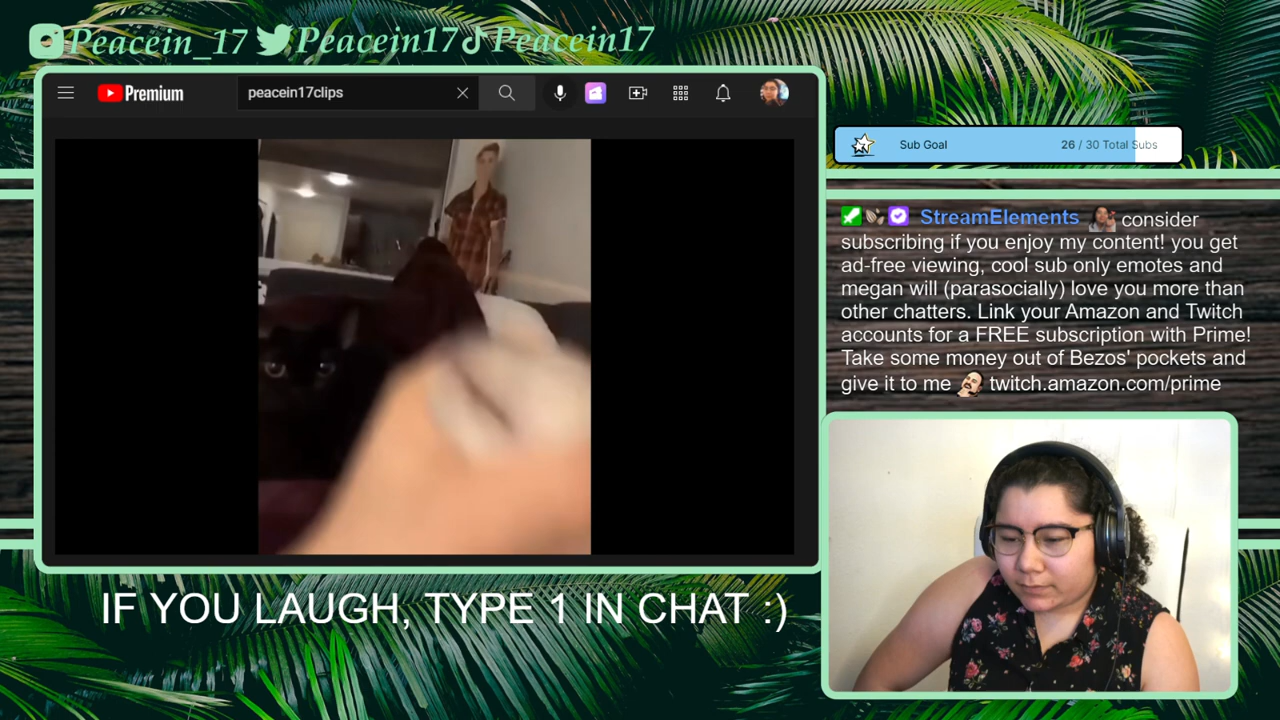 Peacein_17 Peacein17 Peacein17
Premium
peacein17clips
Sub Goal 26 / 30 Total Subs
StreamElements consider
subscribing if you enjoy my content! you get
ad-free viewing, cool sub only emotes and
megan will (parasocially) love you more than
other chatters. Link your Amazon and Twitch
accounts for a FREE subscription with Prime!
Take some money out of Bezos' pockets and
give it to me twitch.amazon.com/prime
IF YOU LAUGH, TYPE 1 IN CHAT :)